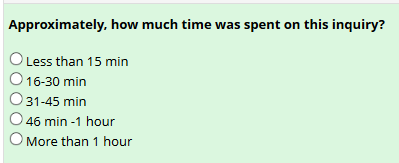 Approximately, how much time was spent on this inquiry?
Less than 15 min
16-30 min
31-45 min
46 min -1 hour
More than 1 hour